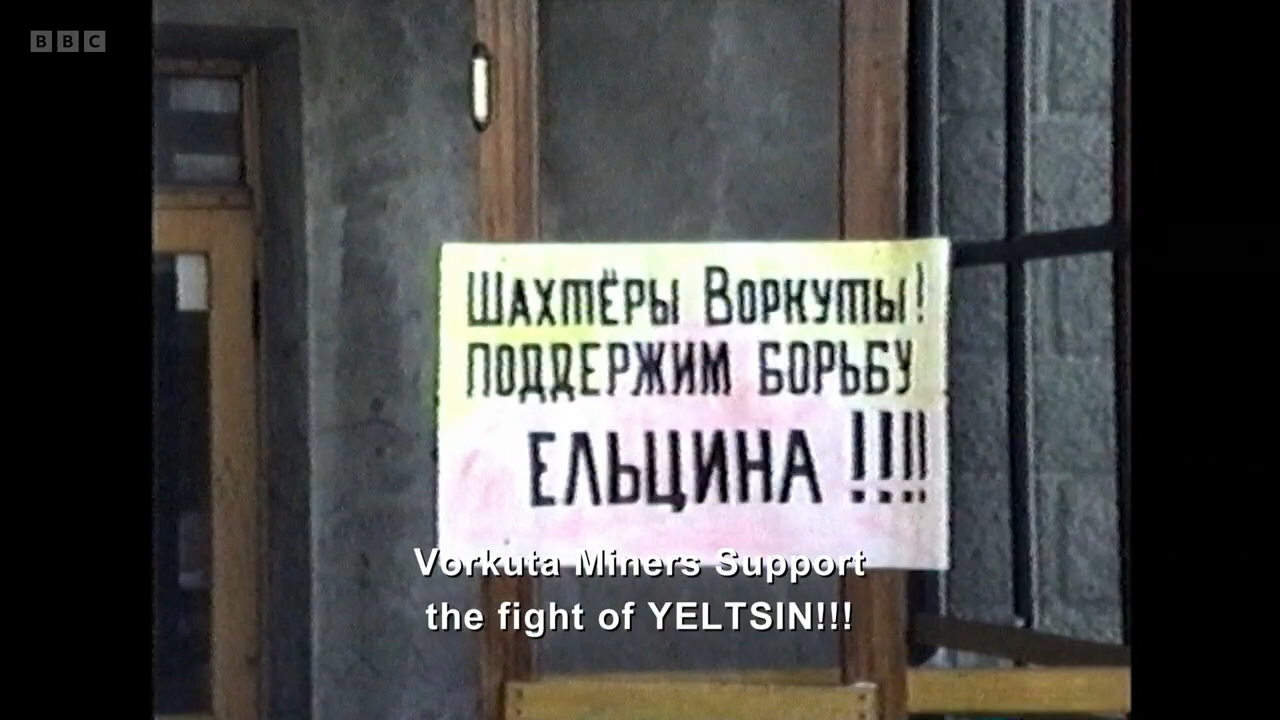 BBC
Шахтёры Воркуты!
ПОДДЕРЖИМ БОРЬБУ
ЕЛЬЦИНА !!!!
Vorkuta Miners Support
the fight of YELTSIN!!!